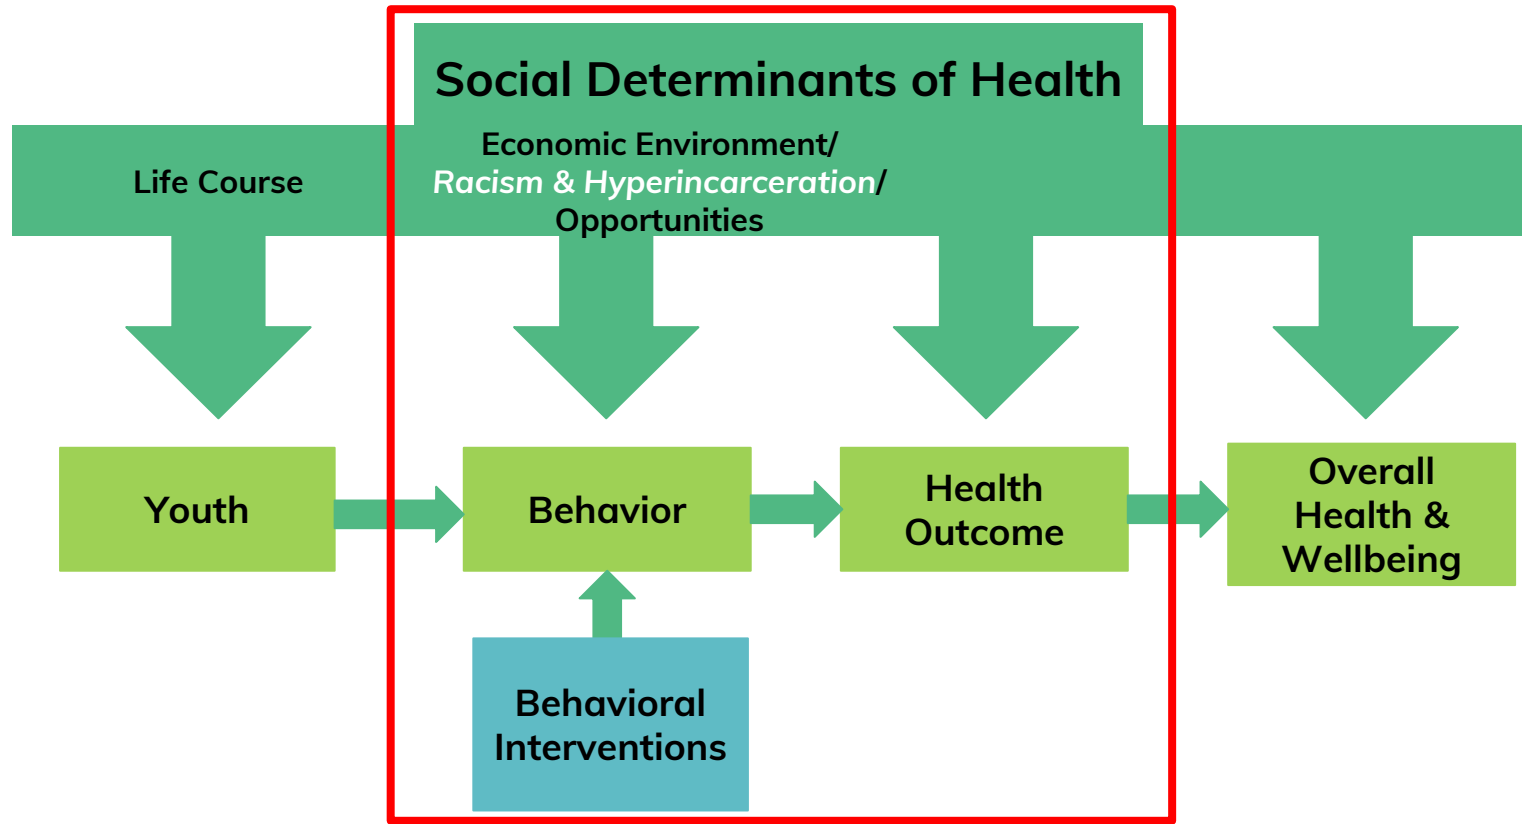 Social Determinants of Health
Life Course
Economic Environment/
Racism & Hyperincarceration/
Opportunities
Youth
Behavior
Health
Outcome
Overall
Health &
Wellbeing
Behavioral
Interventions